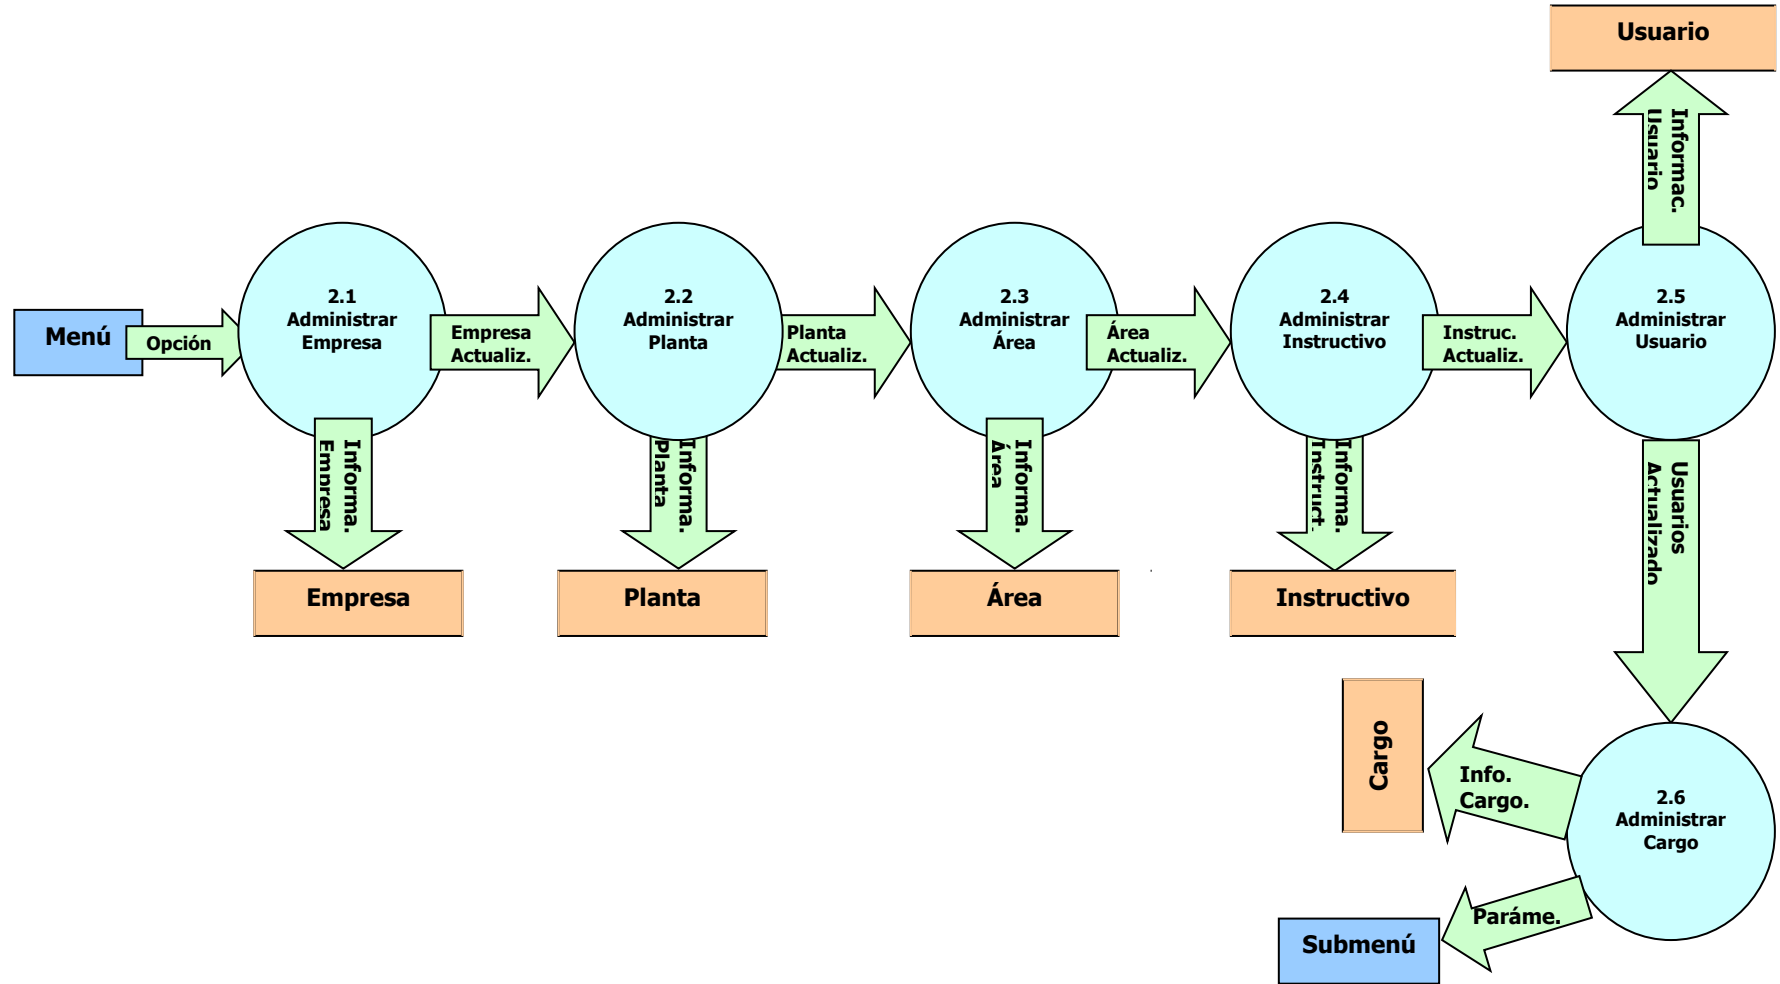 Usuario
Informac.
Usuario
Menú
Opción
2.1
Administrar
Empresa
Empresa
Actualiz.
2.2
Administrar
Planta
Planta
Actualiz.
2.3
Administrar
Área
Área
Actualiz.
2.4
Administrar
Instructivo
Instruc.
Actualiz.
2.5
Administrar
Usuario
Informa.
Empresa
Informa.
Planta
Informa.
Área
Informa.
Instruct.
Usuarios
Actualizado
Empresa
Planta
Área
Instructivo
Cargo
Info.
Cargo.
2.6
Administrar
Cargo
Paráme.
Submenú